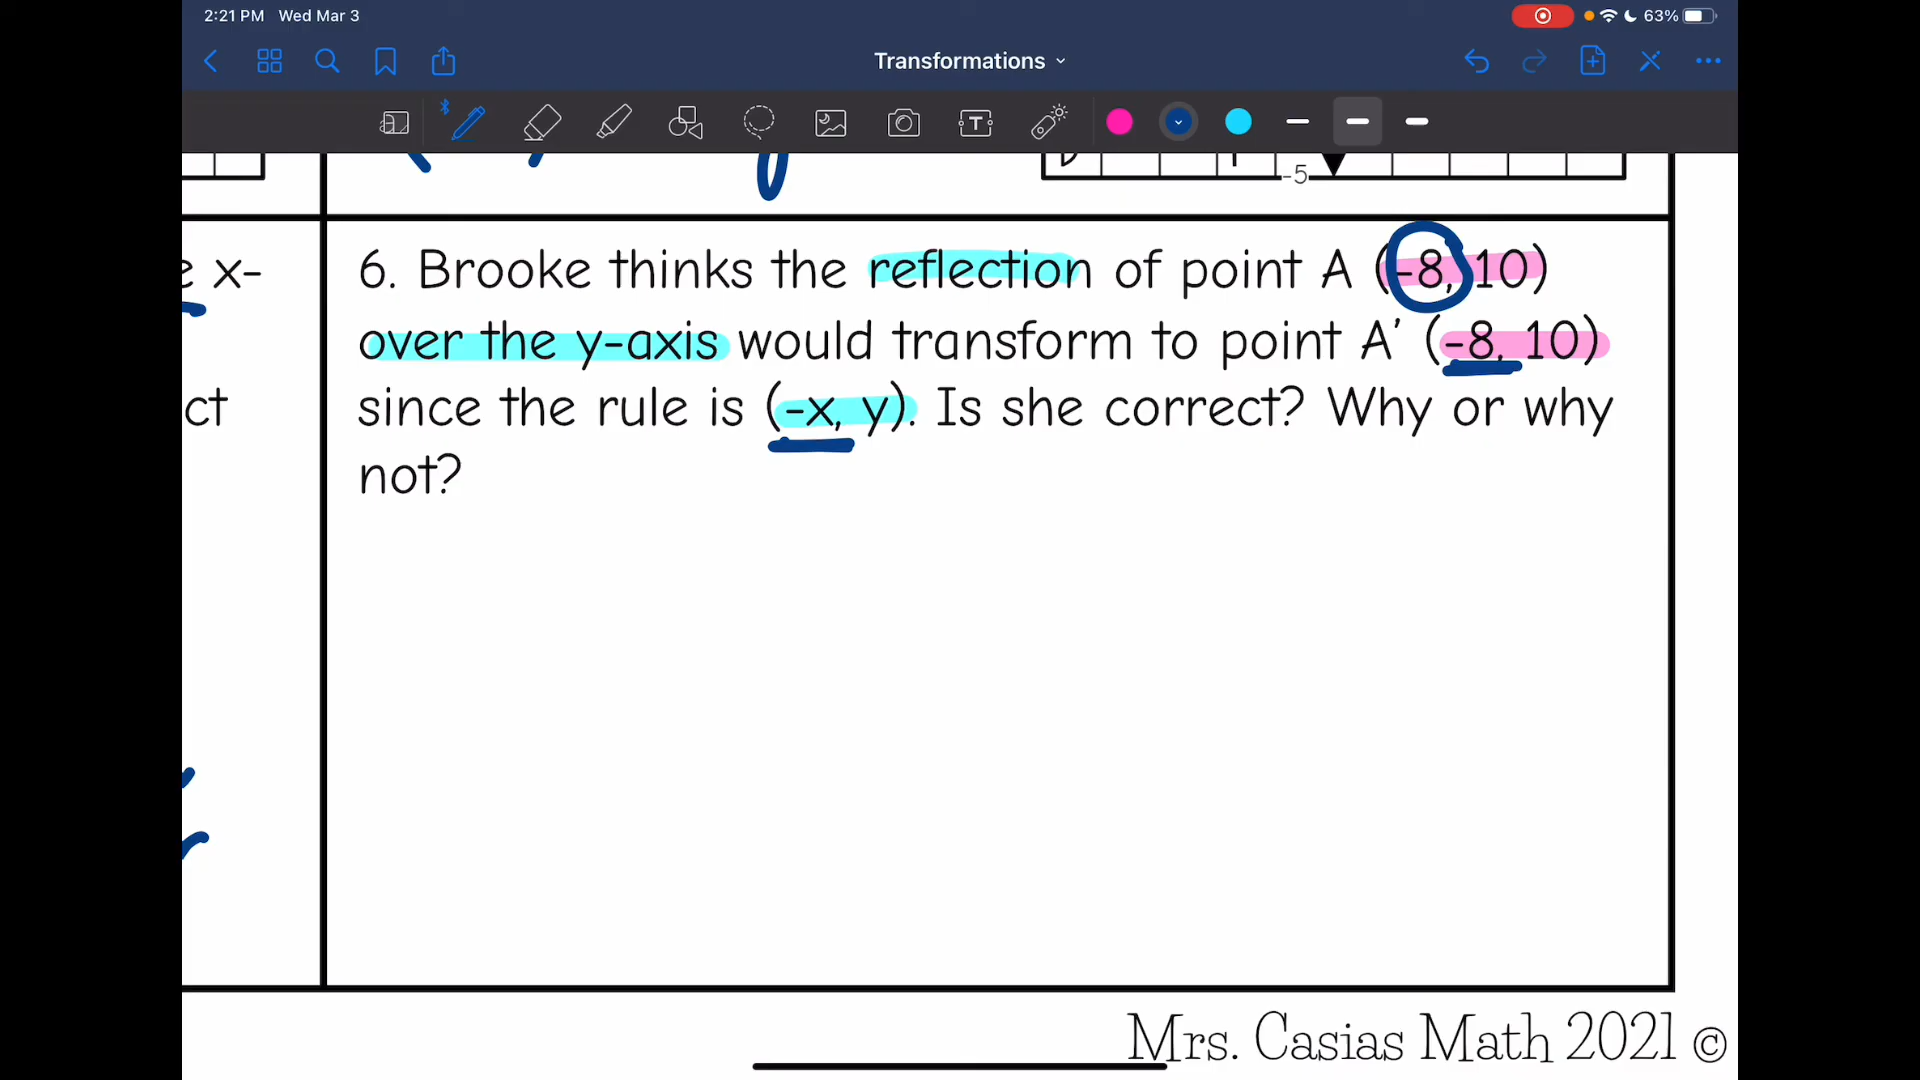 2:21 PM Wed Mar 3
63%
Transformations
-5
x-
ct
6. Brooke thinks the reflection of point A (-8, 10)
over the y-axis would transform to point A' (-8, 10)
since the rule is (-x, y). Is she correct? Why or why
not?
Mrs. Casias Math 2021 ©